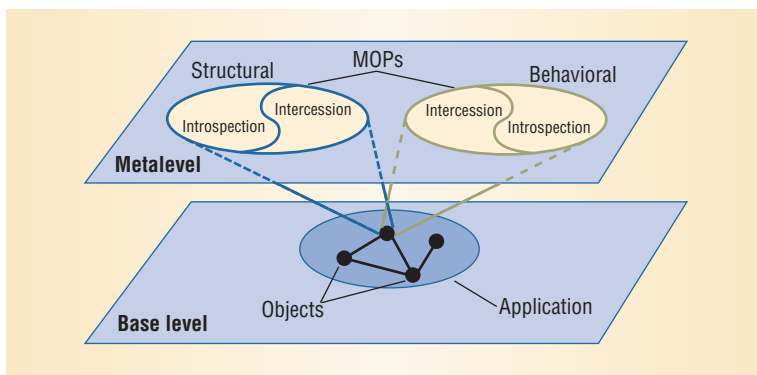 MOPs
Structural
Behavioral
Intercession
Introspection
Intercession
Introspection
Metalevel
Objects
Application
Base level